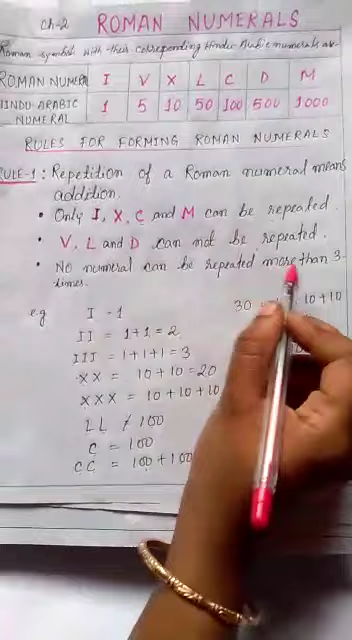 Ch-2 ROMAN NUMERALS
Roman symbol with their corresponding Hindu Arabic numerals are-
ROMAN NUMER I V X L C D M
HINDU ARABIC NUMERAL 1 5 10 50 100 500 1000
RULES FOR FORMING ROMAN NUMERALS
RULE-1: Repetition of a Roman numeral means
addition.
• Only I, X, C and M can be repeated.
• V, L and D can not be repeated.
• No numeral can be repeated more than 3-
times.
e.g I - 1 30 10+10
II = 1+1=2
III = 1+1+1=3
XX = 10+10=20
XXX = 10+10+10
LL ≠ 100
C = 100
CC = 100+100